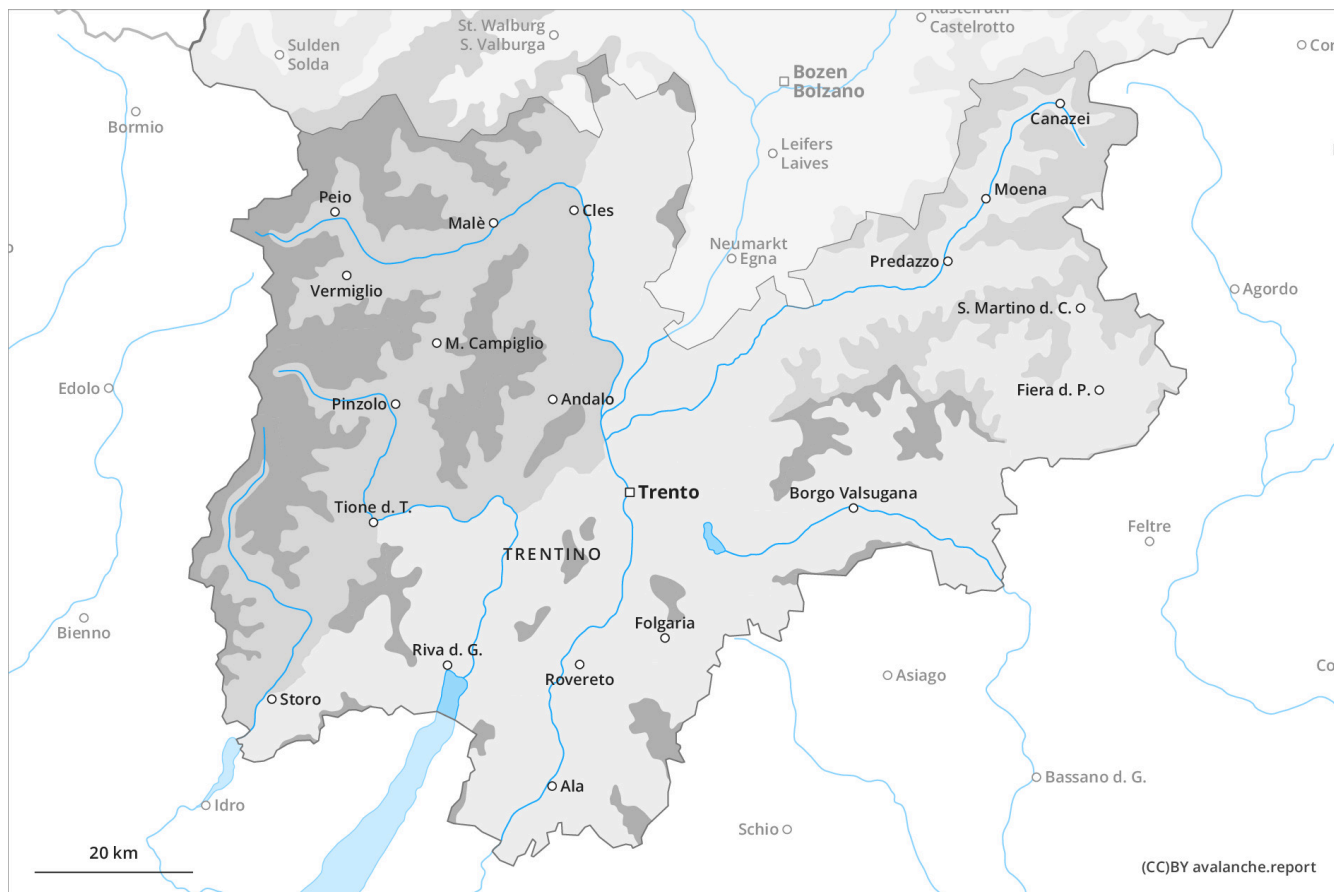 Kastelruth
Castelrotto
St. Walburg
S. Valburga
Sulden
Solda
Cor
Bozen
Bolzano
Bormio
Canazei
Leifers
Laives
Moena
Peio
Malè
Cles
Neumarkt
Egna
Predazzo
Vermiglio
Agordo
S. Martino d. C.
M. Campiglio
Edolo
Fiera d. P.
Pinzolo
Andalo
Trento
Borgo Valsugana
Tione d. T.
Feltre
TRENTINO
Bienno
Folgaria
Riva d. G.
Co
Rovereto
Asiago
Storo
Bassano d. G.
Ala
Idro
Schio
20 km
(CC)BY avalanche.report